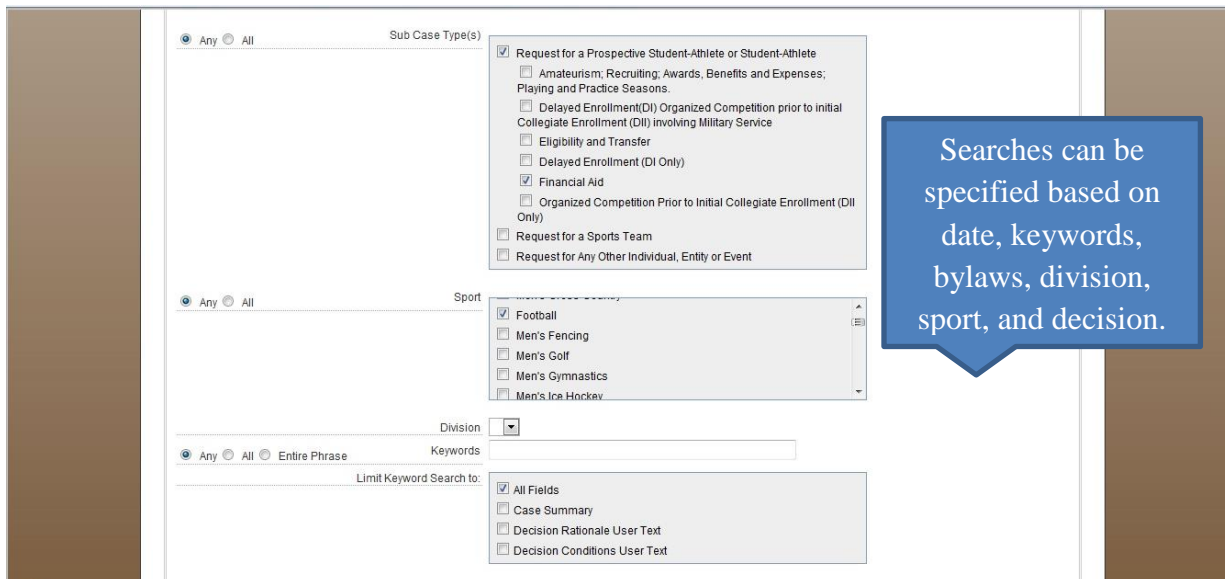 Any All Sub Case Type(s)
Request for a Prospective Student-Athlete or Student-Athlete
Amateurism; Recruiting; Awards, Benefits and Expenses;
Playing and Practice Seasons.
Delayed Enrollment(DI) Organized Competition prior to initial
Collegiate Enrollment (DII) involving Military Service
Eligibility and Transfer
Delayed Enrollment (DI Only)
Financial Aid
Organized Competition Prior to Initial Collegiate Enrollment (DII
Only)
Request for a Sports Team
Request for Any Other Individual, Entity or Event
Any All Sport
Men's Cross Country
Football
Men's Fencing
Men's Golf
Men's Gymnastics
Men's Ice Hockey
Division
Any All Entire Phrase Keywords
Limit Keyword Search to:
All Fields
Case Summary
Decision Rationale User Text
Decision Conditions User Text
Searches can be
specified based on
date, keywords,
bylaws, division,
sport, and decision.